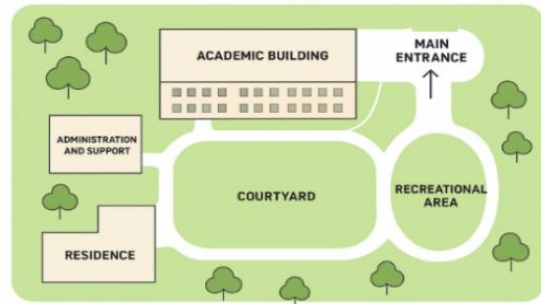 ACADEMIC BUILDING
MAIN
ENTRANCE
ADMINISTRATION
AND SUPPORT
COURTYARD
RECREATIONAL
AREA
RESIDENCE